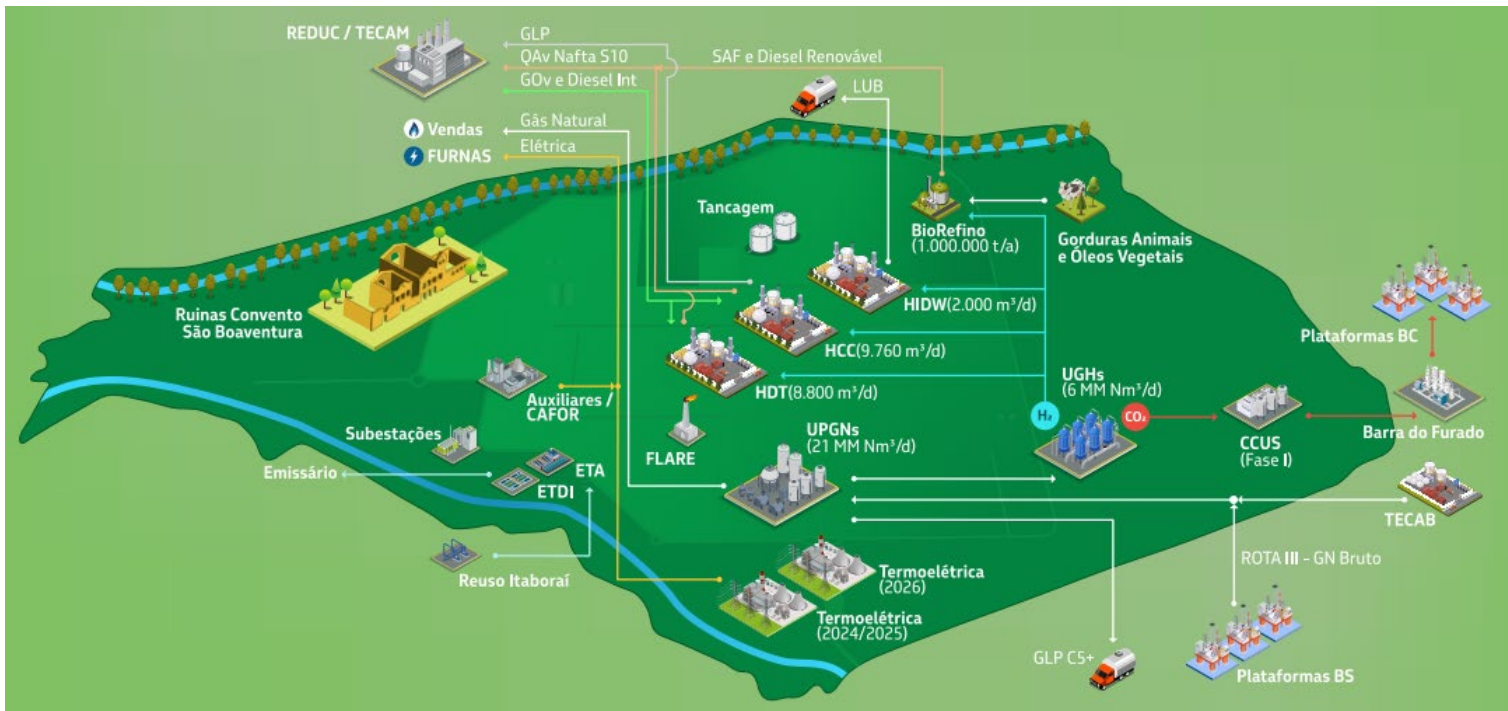 REDUC / TECAM
GLP
QAv Nafta S10
GOv e Diesel Int
SAF e Diesel Renovável
LUB
Vendas
Gás Natural
FURNAS
Elétrica
Tancagem
BioRefino
(1.000.000 t/a)
Gorduras Animais
e Óleos Vegetais
Ruinas Convento
São Boaventura
HIDW(2.000 m³/d)
HCC(9.760 m³/d)
HDT(8.800 m³/d)
Plataformas BC
UGHs
(6 MM Nm³/d)
H₂
CO₂
CCUS
(Fase I)
Barra do Furado
Auxiliares /
CAFOR
Subestações
FLARE
UPGNs
(21 MM Nm³/d)
Emissário
ETA
ETDI
TECAB
Reuso Itaboraí
ROTA III - GN Bruto
Termoelétrica
(2026)
Termoelétrica
(2024/2025)
GLP C5+
Plataformas BS